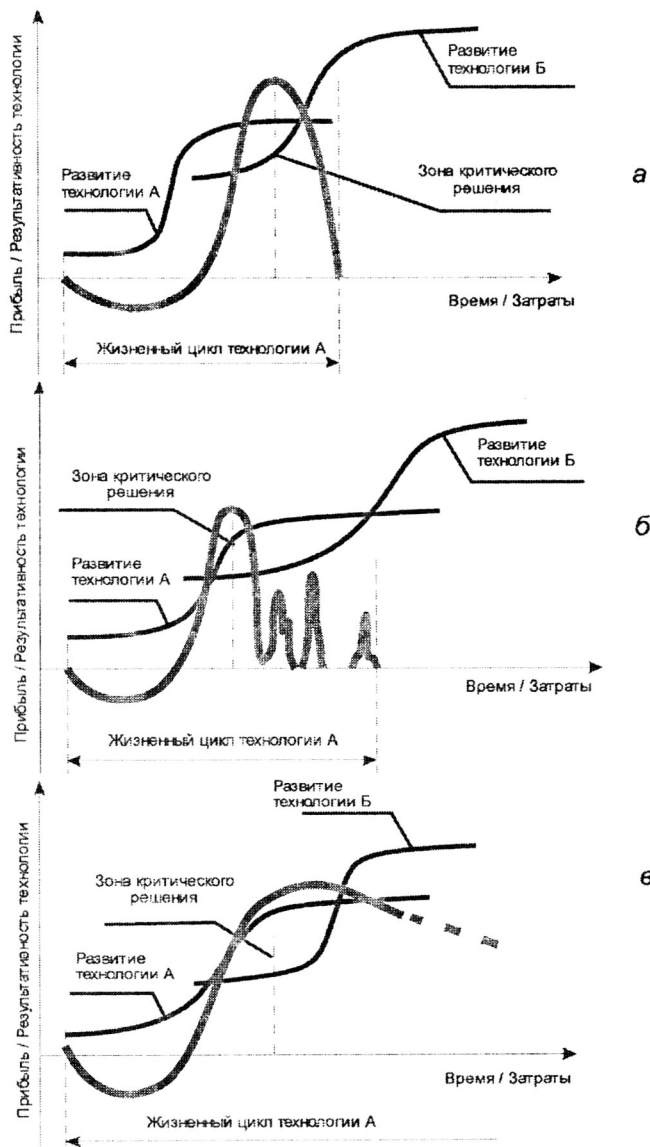 Прибыль / Результативность технологии
Развитие
технологии Б
Развитие
технологии А
Зона критического
решения
а
Время / Затраты
Жизненный цикл технологии А
Прибыль / Результативность технологии
Зона критического
решения
Развитие
технологии Б
Развитие
технологии А
б
Время / Затраты
Жизненный цикл технологии А
Прибыль / Результативность технологии
Развитие
технологии Б
Зона критического
решения
в
Развитие
технологии А
Время / Затраты
Жизненный цикл технологии А